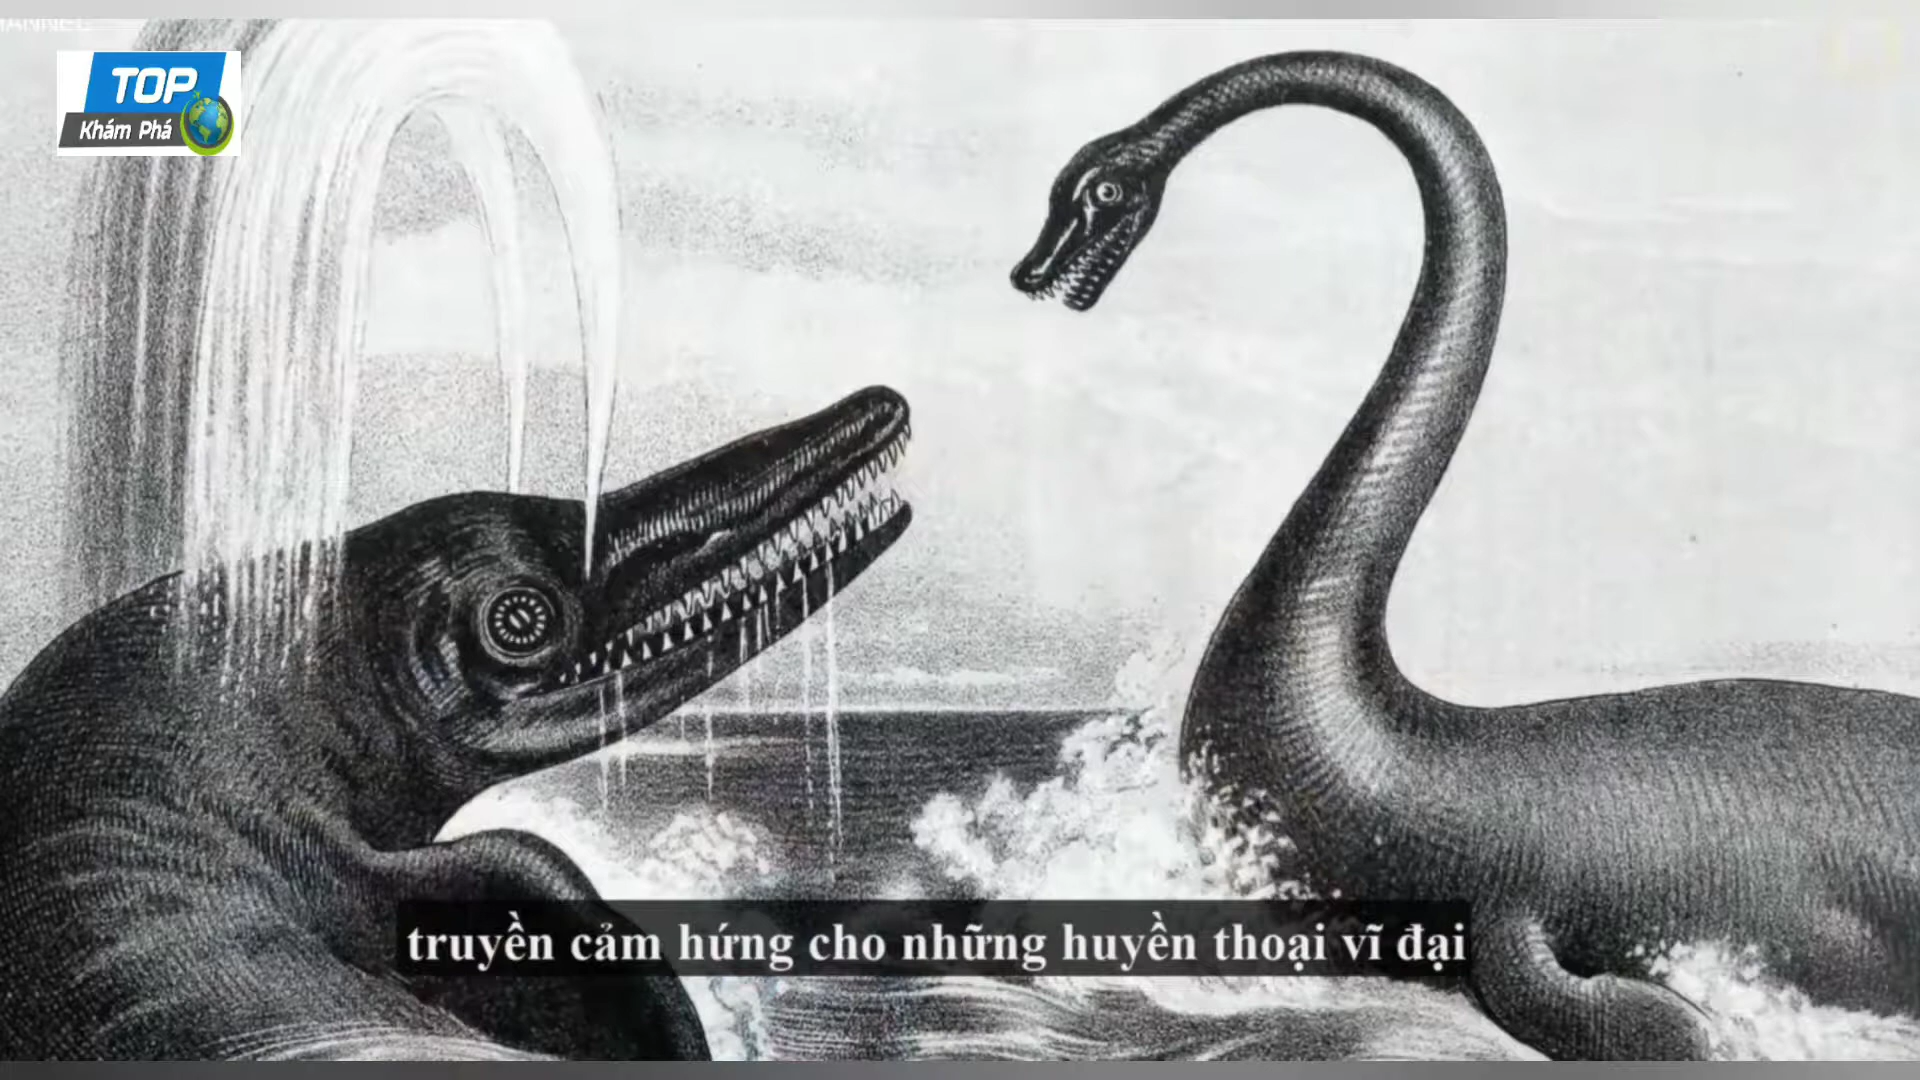 TOP
Khám Phá
truyền cảm hứng cho những huyền thoại vĩ đại